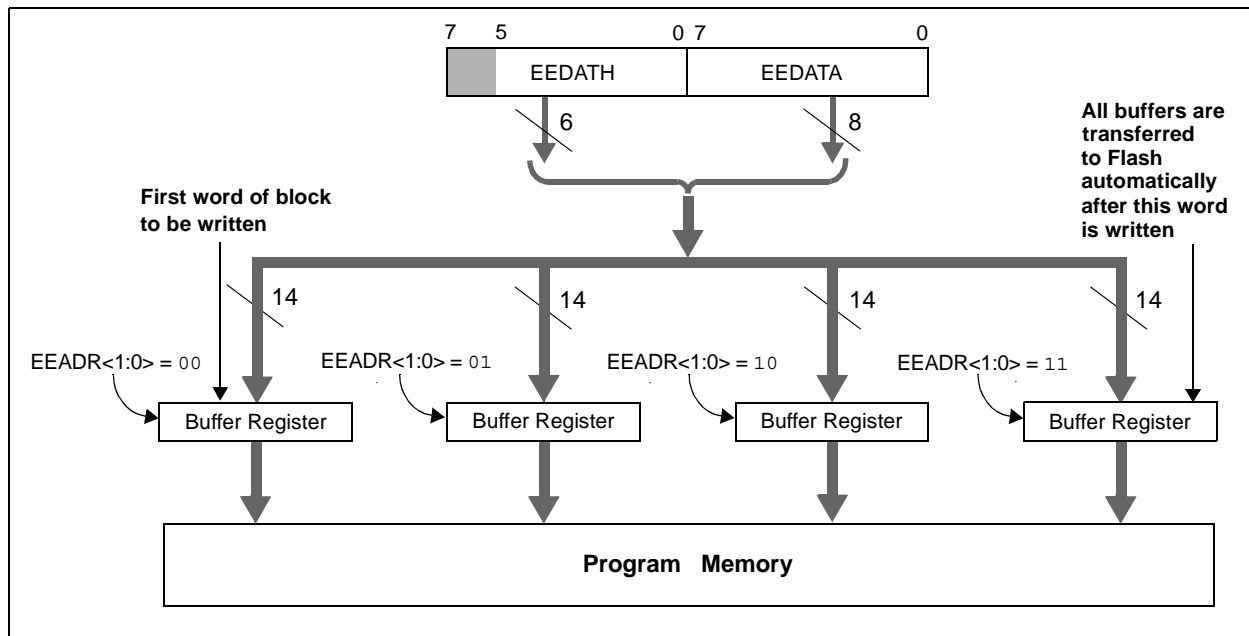 7 5 0 7 0
EEDATH EEDATA
6 8
All buffers are
transferred
to Flash
automatically
after this word
is written
First word of block
to be written
14 14 14 14
EEADR<1:0> = 00 EEADR<1:0> = 01 EEADR<1:0> = 10 EEADR<1:0> = 11
Buffer Register Buffer Register Buffer Register Buffer Register
Program Memory